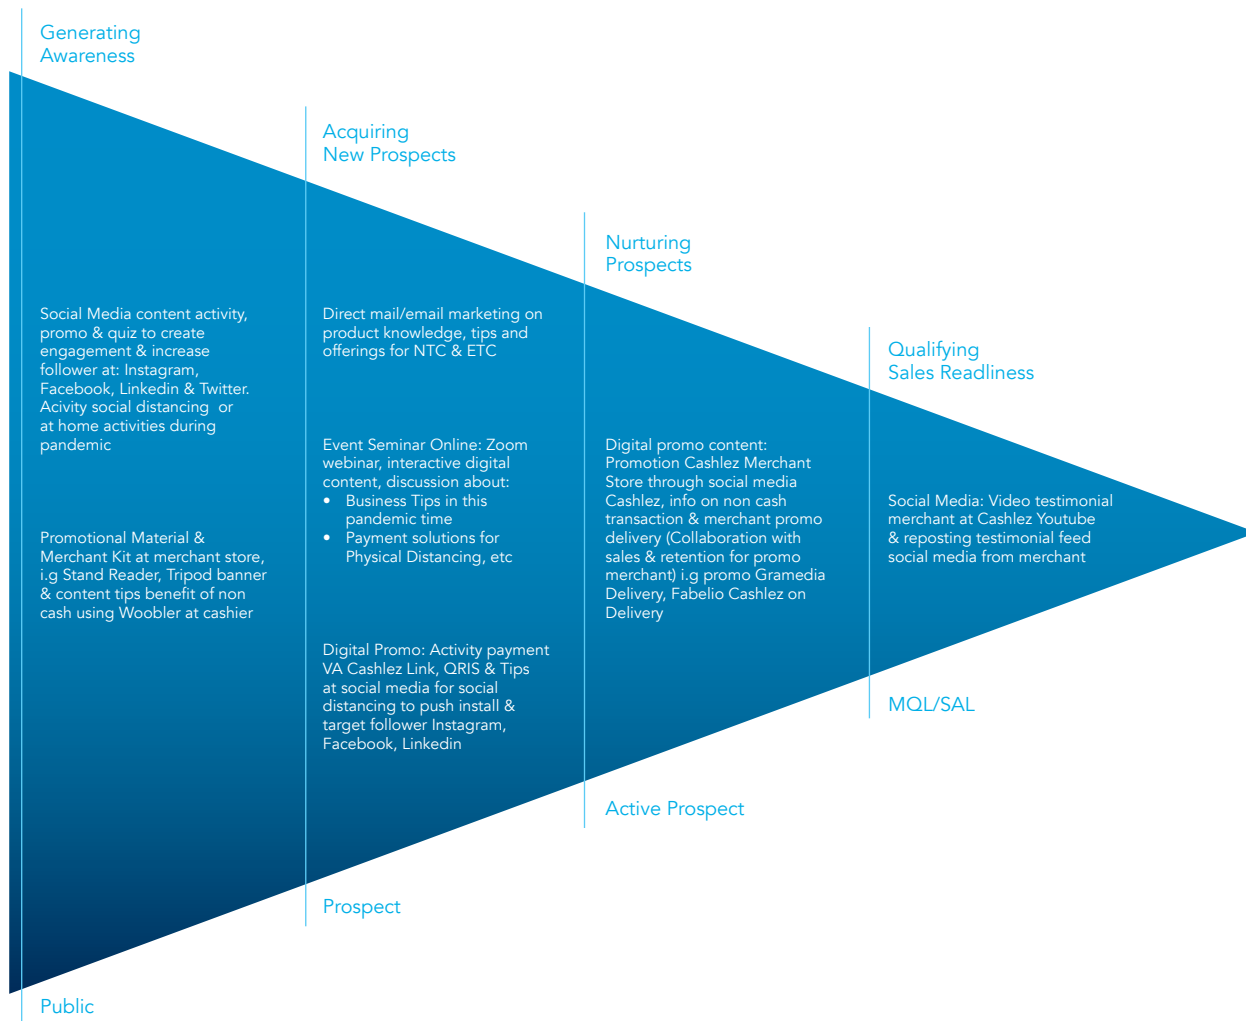 Generating
Awareness
Social Media content activity,
promo & quiz to create
engagement & increase
follower at: Instagram,
Facebook, Linkedin & Twitter.
Acivity social distancing  or
at home activities during
pandemic
Promotional Material &
Merchant Kit at merchant store,
i.g Stand Reader, Tripod banner
& content tips benefit of non
cash using Woobler at cashier
Public
Acquiring
New Prospects
Direct mail/email marketing on
product knowledge, tips and
offerings for NTC & ETC
Event Seminar Online: Zoom
webinar, interactive digital
content, discussion about:
• Business Tips in this
pandemic time
• Payment solutions for
Physical Distancing, etc
Digital Promo: Activity payment
VA Cashlez Link, QRIS & Tips
at social media for social
distancing to push install &
target follower Instagram,
Facebook, Linkedin
Prospect
Nurturing
Prospects
Digital promo content:
Promotion Cashlez Merchant
Store through social media
Cashlez, info on non cash
transaction & merchant promo
delivery (Collaboration with
sales & retention for promo
merchant) i.g promo Gramedia
Delivery, Fabelio Cashlez on
Delivery
Active Prospect
Qualifying
Sales Readliness
Social Media: Video testimonial
merchant at Cashlez Youtube
& reposting testimonial feed
social media from merchant
MQL/SAL